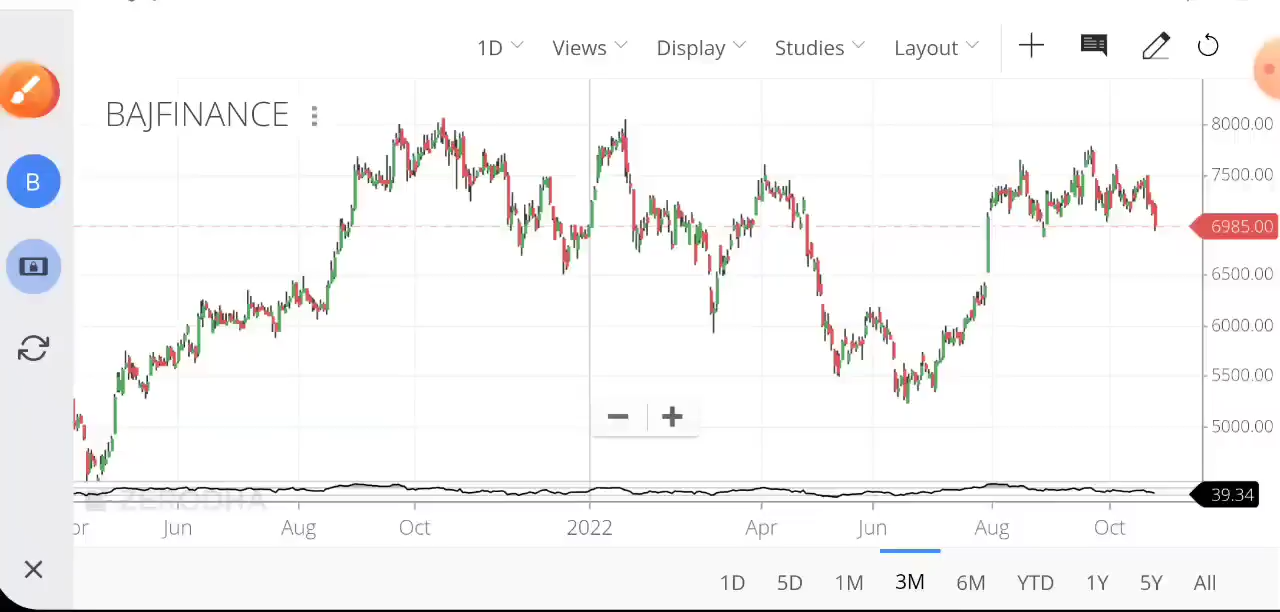 1D Views Display Studies Layout
BAJFINANCE
B
8000.00
7500.00
6985.00
6500.00
6000.00
5500.00
5000.00
ZERODHA
39.34
Jun Aug Oct 2022 Apr Jun Aug Oct
1D 5D 1M 3M 6M YTD 1Y 5Y All